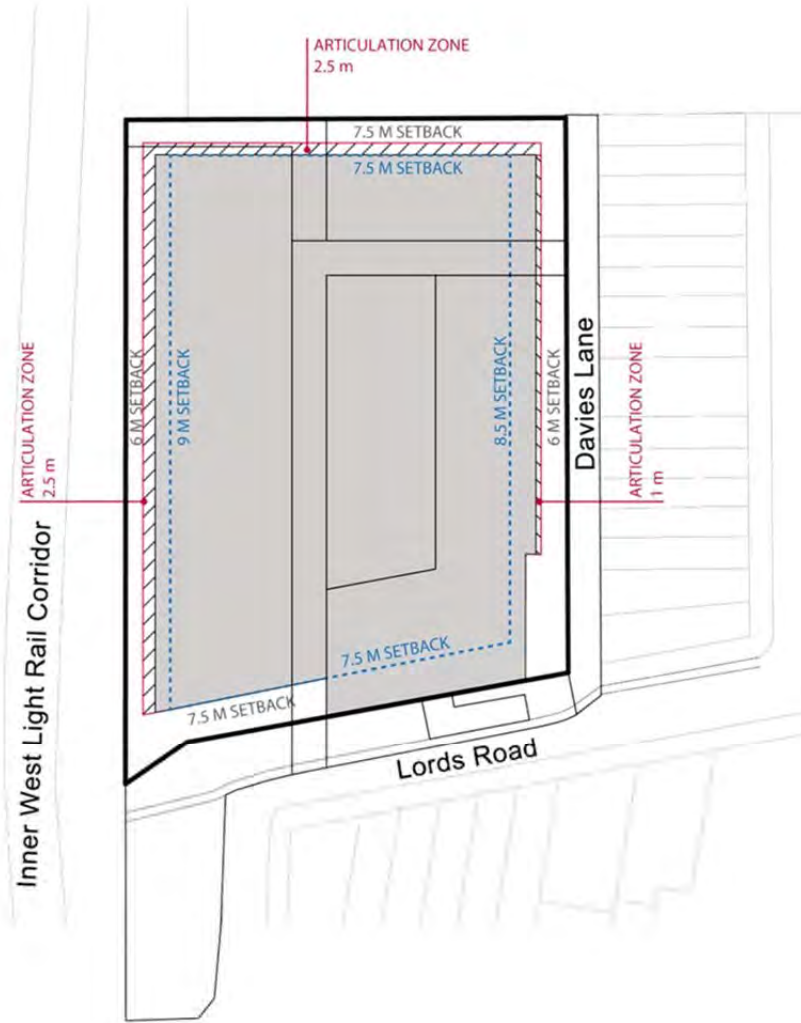 ARTICULATION ZONE
2.5 m
7.5 M SETBACK
7.5 M SETBACK
ARTICULATION ZONE
2.5 m
6 M SETBACK
9 M SETBACK
8.5 M SETBACK
6 M SETBACK
Davies Lane
ARTICULATION ZONE
1 m
Inner West Light Rail Corridor
7.5 M SETBACK
7.5 M SETBACK
Lords Road